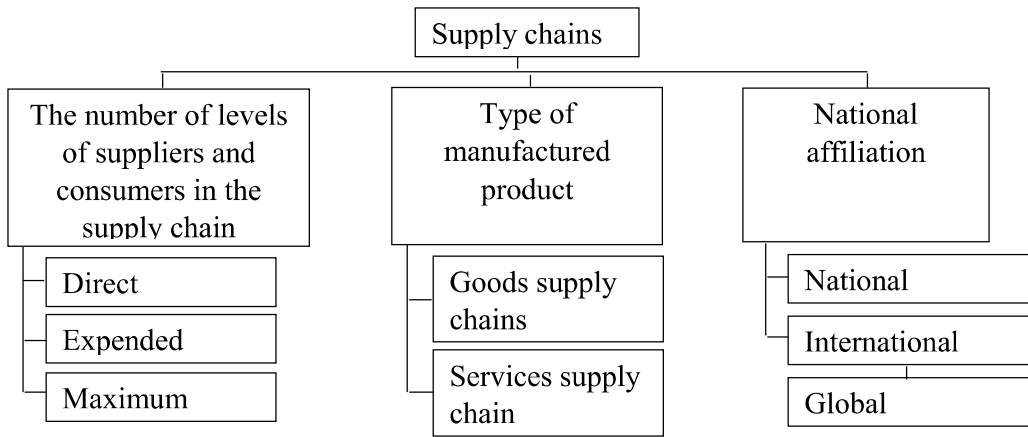 Supply chains
The number of levels
of suppliers and
consumers in the
supply chain
Direct
Expended
Maximum
Type of
manufactured
product
Goods supply
chains
Services supply
chain
National
affiliation
National
International
Global